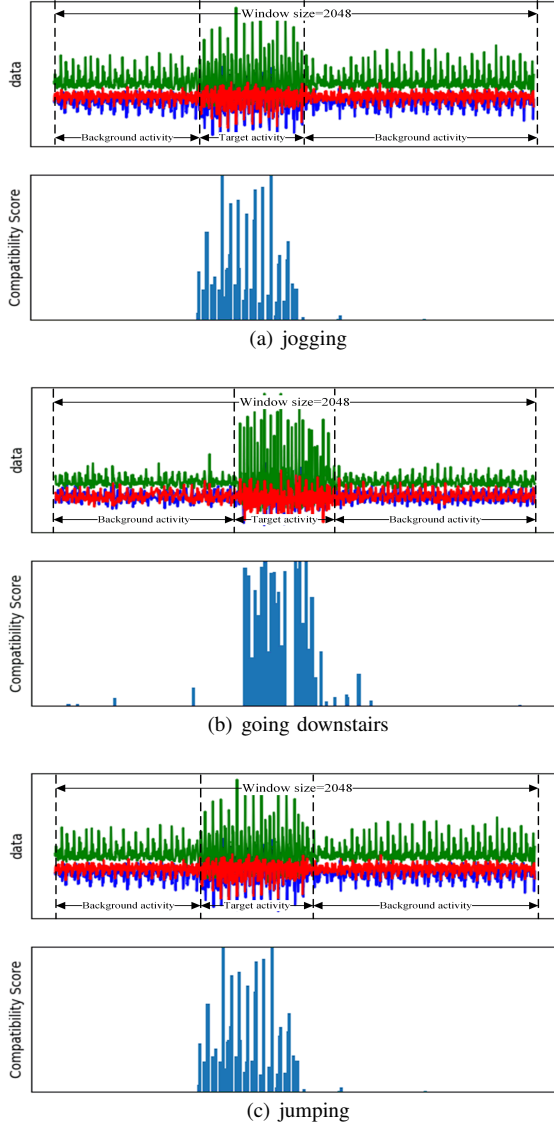 Window size=2048
data
Background activity Target activity Background activity
Compatibility Score
(a) jogging
Window size=2048
data
Background activity Target activity Background activity
Compatibility Score
(b) going downstairs
Window size=2048
data
Background activity Target activity Background activity
Compatibility Score
(c) jumping